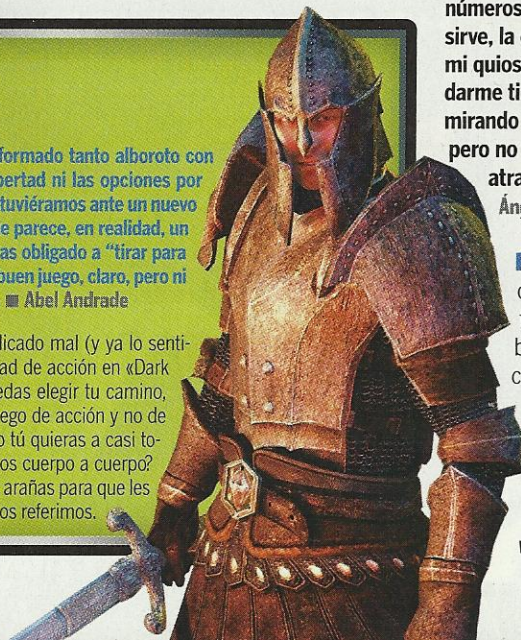 formado tanto alboroto con
ertad ni las opciones por
tuviéramos ante un nuevo
e parece, en realidad, un
as obligado a “tirar para
buen juego, claro, pero ni
■ Abel Andrade
licado mal (y ya lo senti-
ad de acción en «Dark
edas elegir tu camino,
ego de acción y no de
o tú quieras a casi to-
os cuerpo a cuerpo?
arañas para que les
os referimos.
números
sirve, la
mi quios
darme ti
mirando
pero no
atra
Án